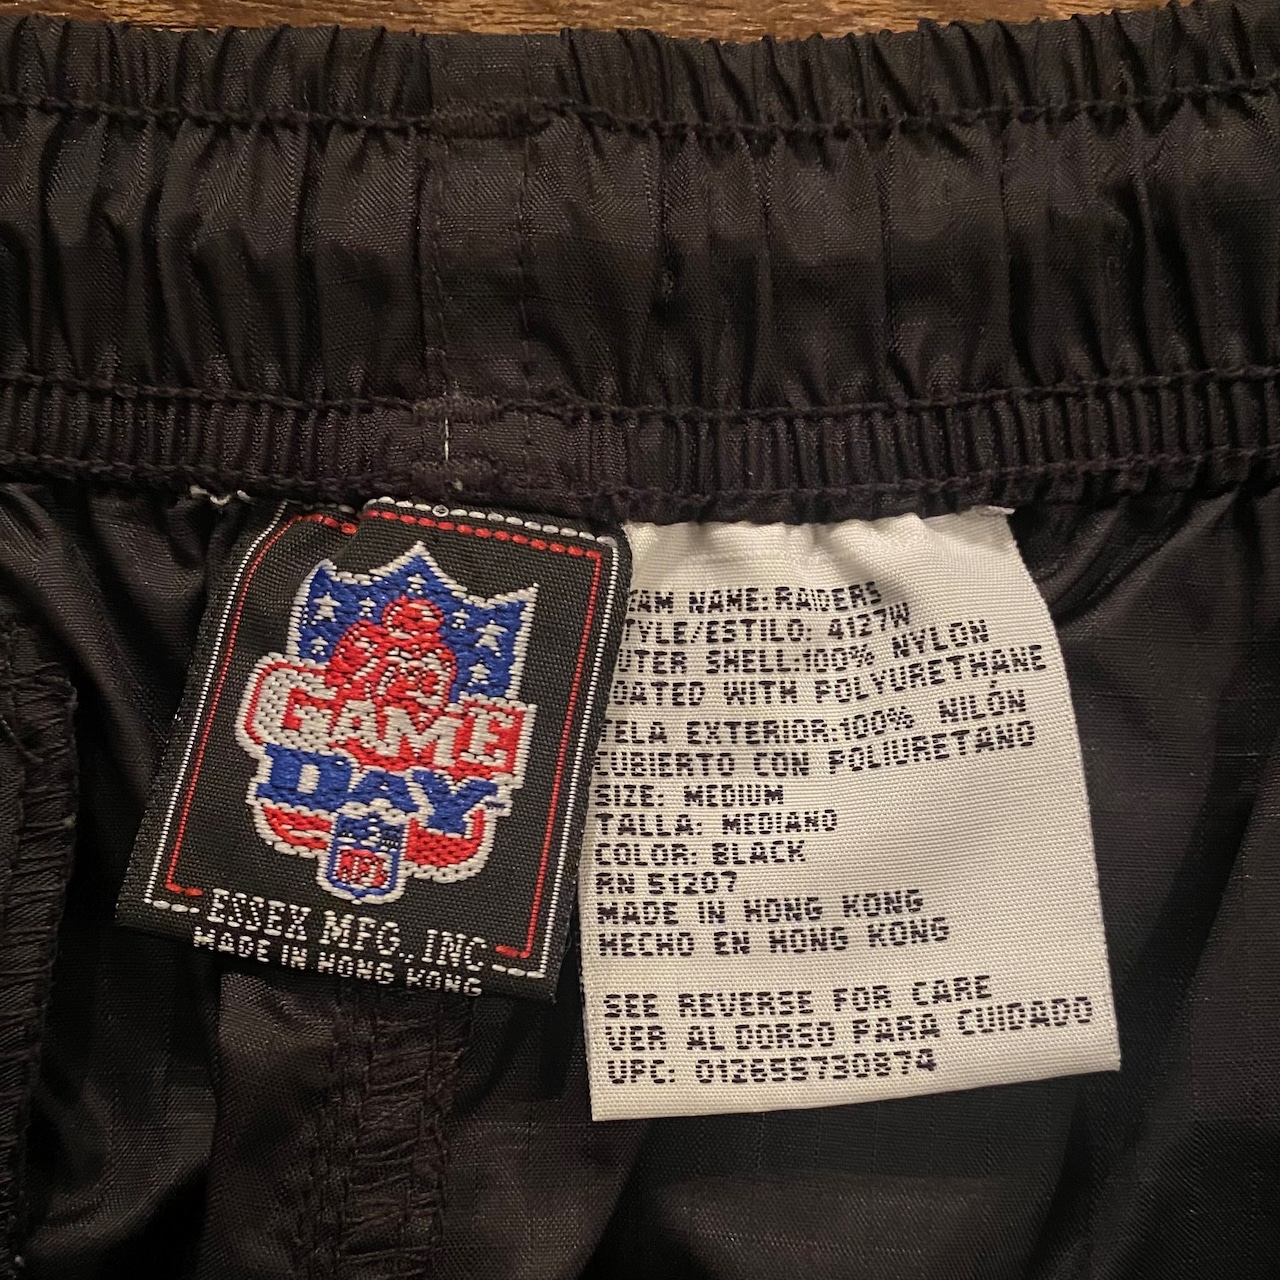 GAME
DAY
NFL
ESSEX MFG. INC
MADE IN HONG KONG
EAM NAME: RAIDERS
TYLE/ESTILO: 4127W
UTER SHELL:100% NYLON
OATED WITH POLYURETHANE
TELA EXTERIOR:100% NILÓN
CUBIERTO CON POLIURETANO
SIZE: MEDIUM
TALLA: MEDIANO
COLOR: BLACK
RN 51207
MADE IN HONG KONG
HECHO EN HONG KONG
SEE REVERSE FOR CARE
VER AL DORSO PARA CUIDADO
UPC: 012855730874